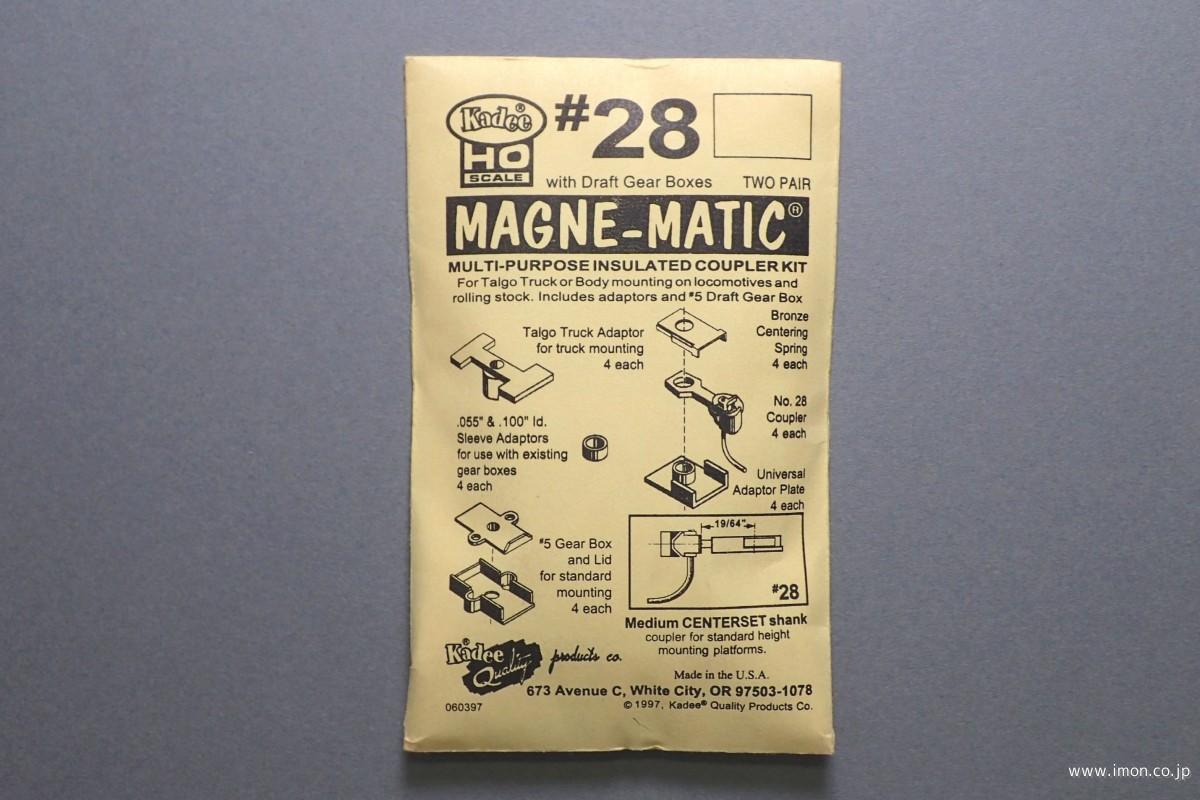 Kadee®
HO
SCALE
#28
with Draft Gear Boxes
TWO PAIR
MAGNE-MATIC®
MULTI-PURPOSE INSULATED COUPLER KIT
For Talgo Truck or Body mounting on locomotives and
rolling stock. Includes adaptors and #5 Draft Gear Box
Talgo Truck Adaptor
for truck mounting
4 each
Bronze
Centering
Spring
4 each
No. 28
Coupler
4 each
.055" & .100" Id.
Sleeve Adaptors
for use with existing
gear boxes
4 each
Universal
Adaptor Plate
4 each
#5 Gear Box
and Lid
for standard
mounting
4 each
19/64"
#28
Medium CENTERSET shank
coupler for standard height
mounting platforms.
Kadee®
Quality
products co.
Made in the U.S.A.
673 Avenue C, White City, OR 97503-1078
060397
© 1997, Kadee® Quality Products Co.
www.imon.co.jp